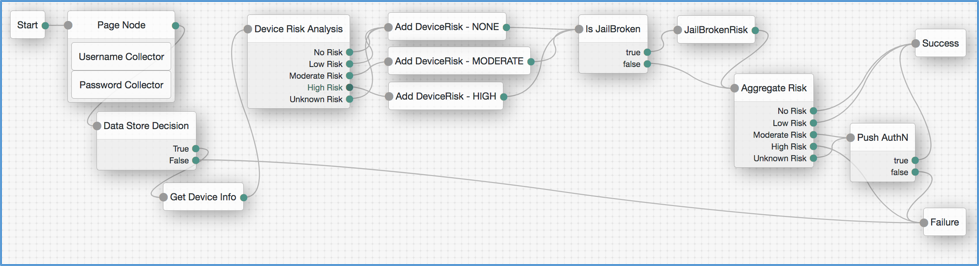 Start
Page Node
Username Collector
Password Collector
Data Store Decision
True
False
Get Device Info
Device Risk Analysis
No Risk
Low Risk
Moderate Risk
High Risk
Unknown Risk
Add DeviceRisk - NONE
Add DeviceRisk - MODERATE
Add DeviceRisk - HIGH
Is JailBroken
true
false
JailBrokenRisk
Aggregate Risk
No Risk
Low Risk
Moderate Risk
High Risk
Unknown Risk
Push AuthN
true
false
Success
Failure